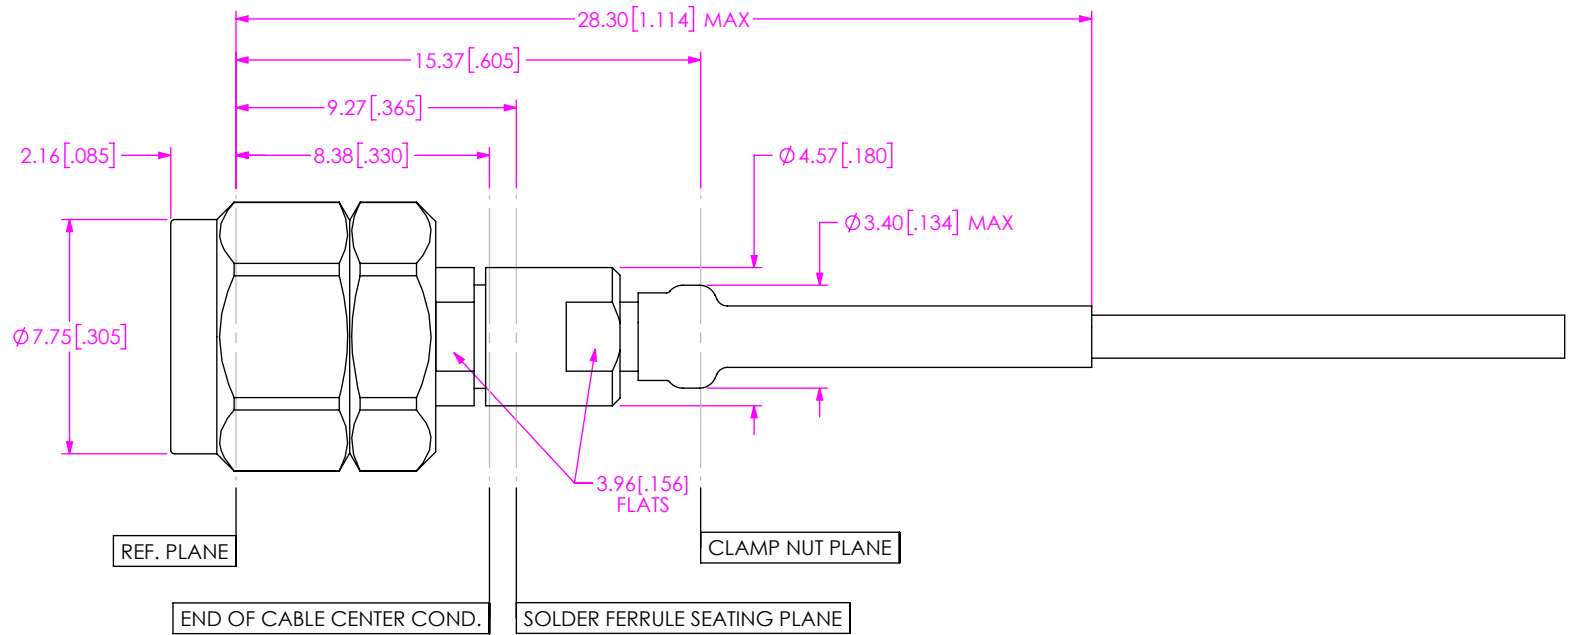 28.30[1.114] MAX
15.37[.605]
9.27[.365]
2.16[.085]
8.38[.330]
Ø4.57[.180]
Ø3.40[.134] MAX
Ø7.75[.305]
3.96[.156]
FLATS
REF. PLANE
CLAMP NUT PLANE
END OF CABLE CENTER COND.
SOLDER FERRULE SEATING PLANE